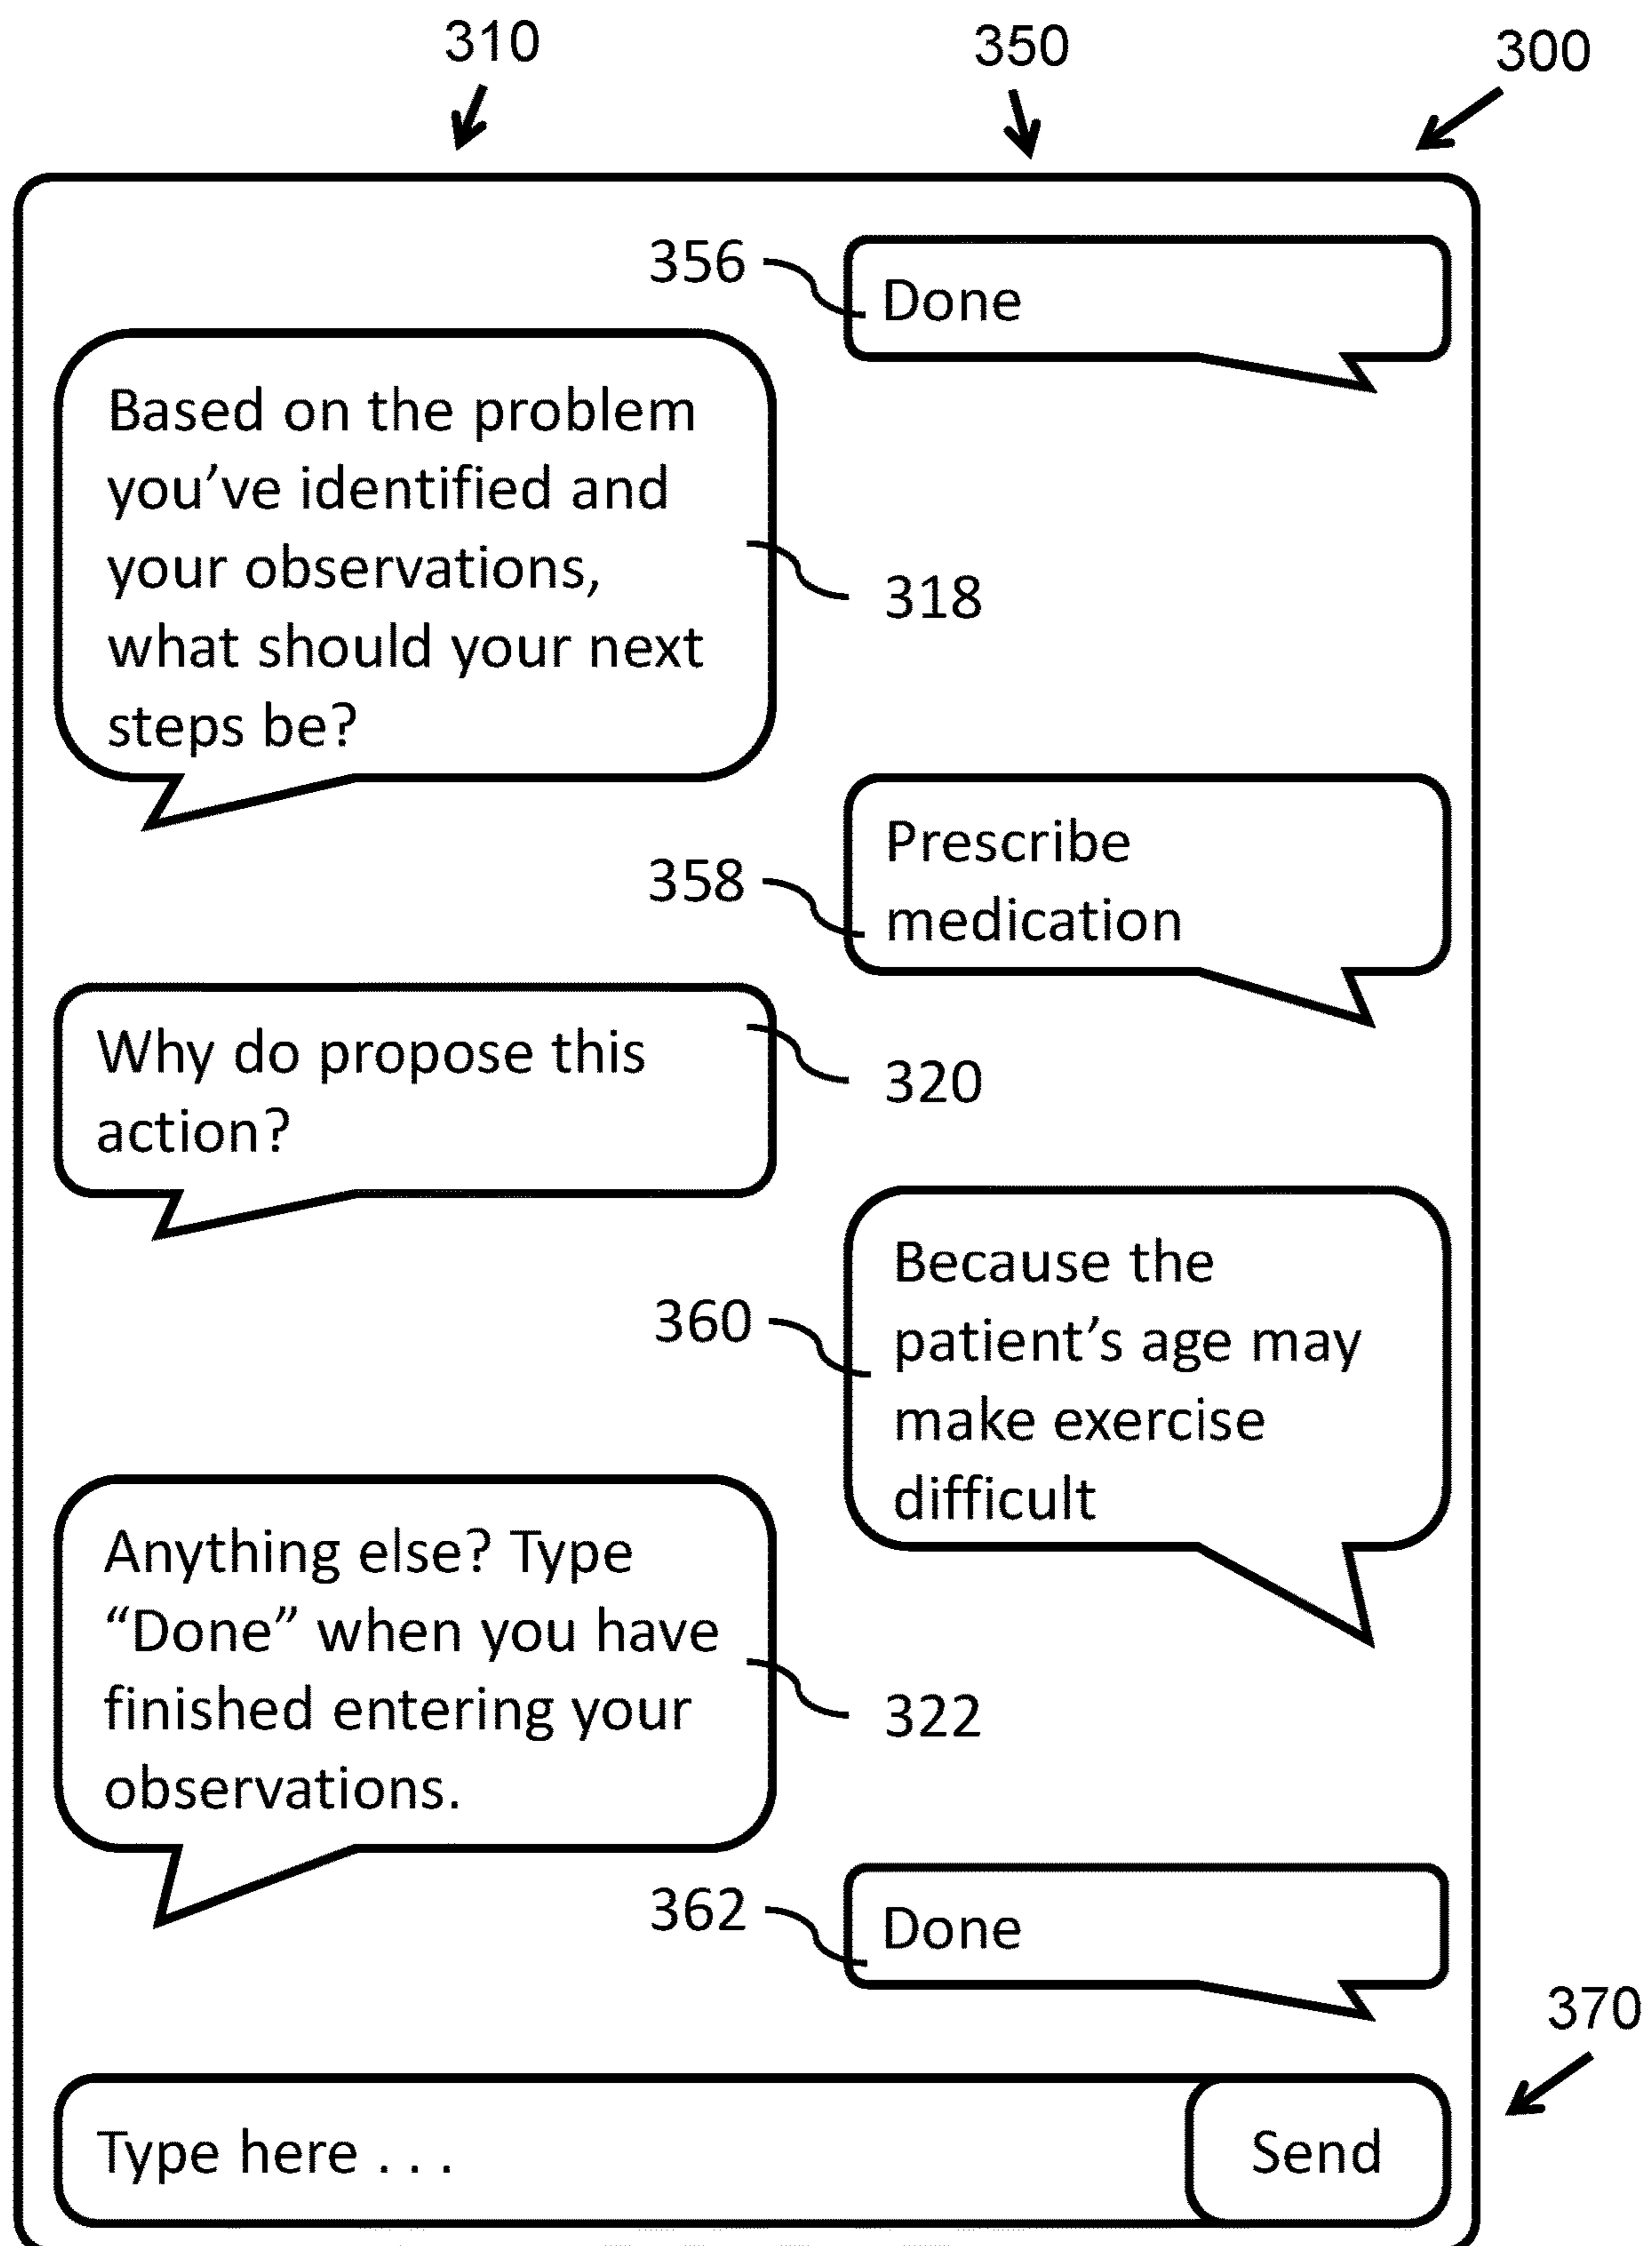 310
350
300
356
Done
Based on the problem
you’ve identified and
your observations,
what should your next
steps be?
318
Prescribe
medication
358
Why do propose this
action?
320
Because the
patient’s age may
make exercise
difficult
360
Anything else? Type
“Done” when you have
finished entering your
observations.
322
362
Done
370
Type here . . .
Send